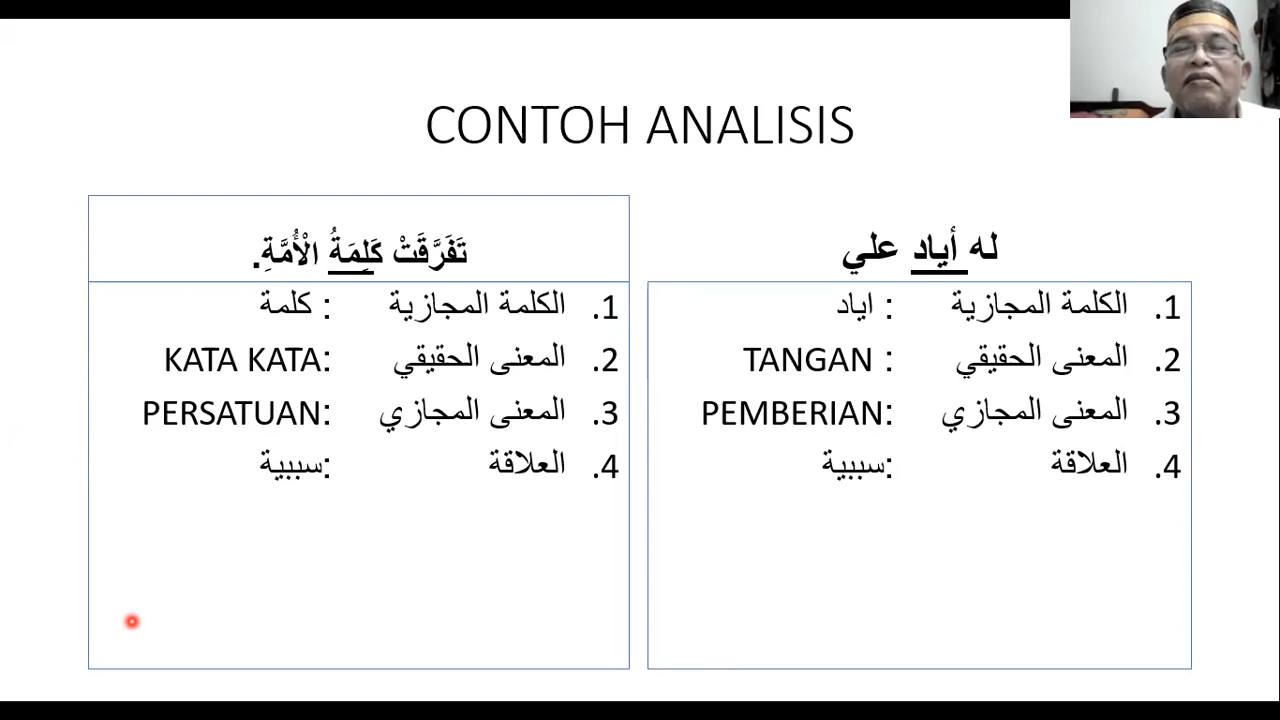 CONTOH ANALISIS
له أياد علي
1. الكلمة المجازية : اياد
2. المعنى الحقيقي : TANGAN
3. المعنى المجازي :PEMBERIAN
4. العلاقة :سببية
تَفَرَّقَتْ كَلِمَةُ الْأُمَّةِ.
1. الكلمة المجازية : كلمة
2. المعنى الحقيقي :KATA KATA
3. المعنى المجازي :PERSATUAN
4. العلاقة :سببية